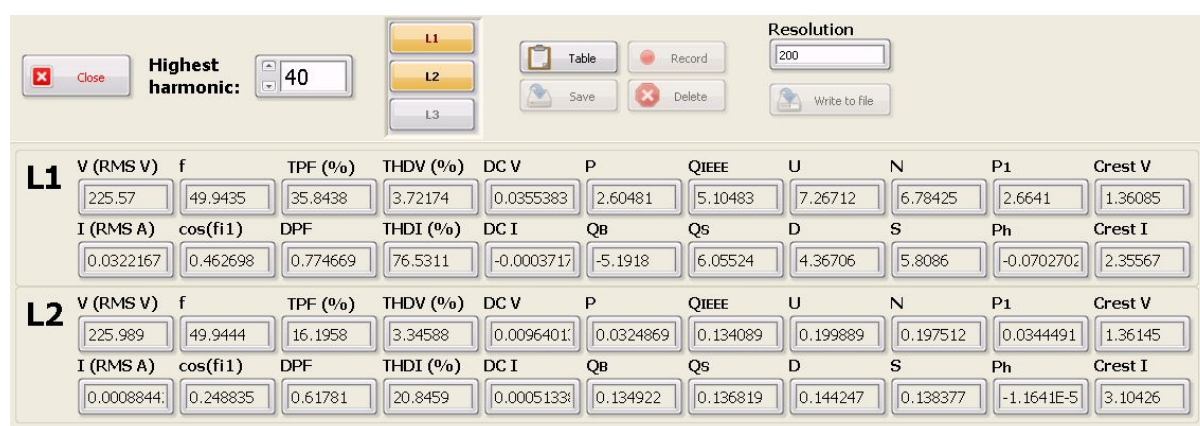 Close
Highest harmonic:
40
L1
L2
L3
Table
Record
Save
Delete
Resolution
200
Write to file
L1
V (RMS V) f TPF (%) THDV (%) DC V P QIEEE U N P1 Crest V
225.57 49.9435 35.8438 3.72174 0.0355383 2.60481 5.10483 7.26712 6.78425 2.6641 1.36085
I (RMS A) cos(fi1) DPF THDI (%) DC I QB QS D S Ph Crest I
0.0322167 0.462698 0.774669 76.5311 -0.0003717 -5.1918 6.05524 4.36706 5.8086 -0.0702702 2.35567
L2
V (RMS V) f TPF (%) THDV (%) DC V P QIEEE U N P1 Crest V
225.989 49.9444 16.1958 3.34588 0.0096401 0.0324869 0.134089 0.199889 0.197512 0.0344491 1.36145
I (RMS A) cos(fi1) DPF THDI (%) DC I QB QS D S Ph Crest I
0.0008844 0.248835 0.61781 20.8459 0.0005133 0.134922 0.136819 0.144247 0.138377 -1.1641E-5 3.10426